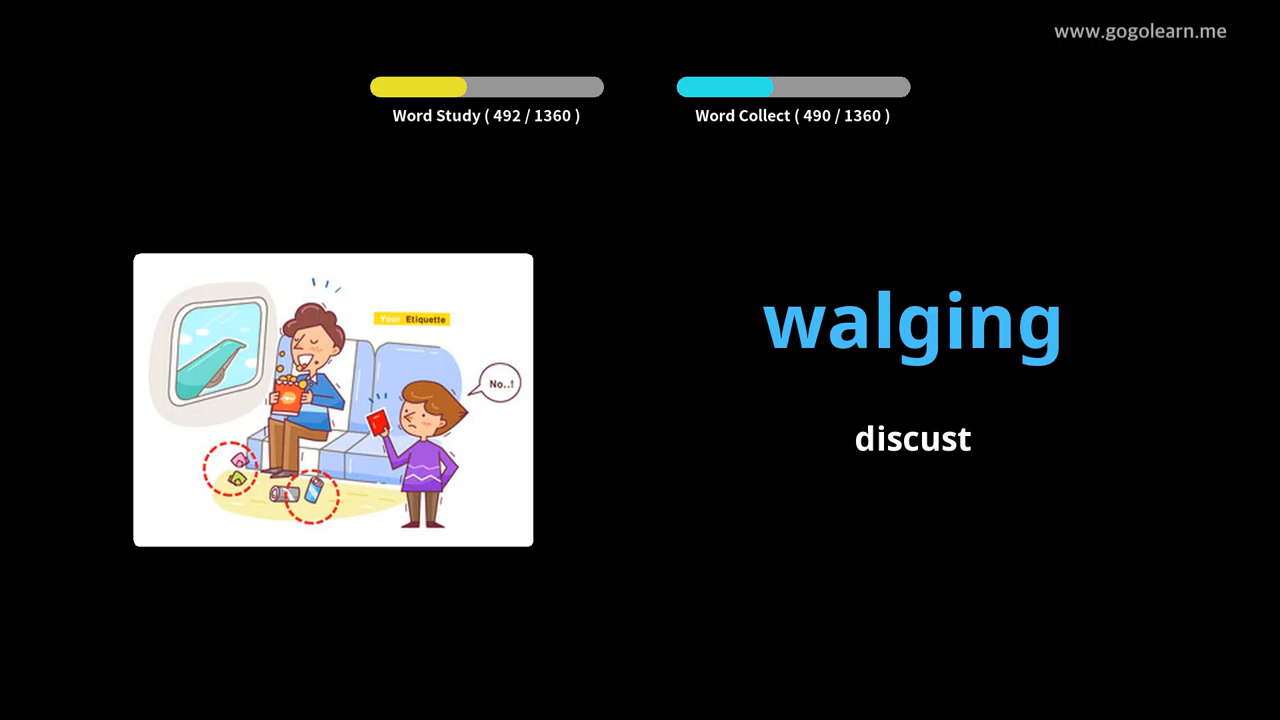 www.gogolearn.me
Word Study ( 492 / 1360 )
Word Collect ( 490 / 1360 )
Your Etiquette
No..!
walging
discust